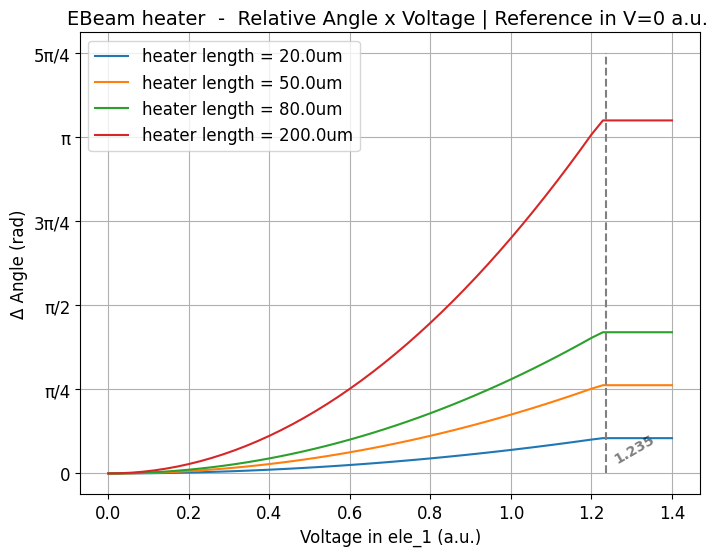 EBeam heater  -  Relative Angle x Voltage | Reference in V=0 a.u.
heater length = 20.0um
heater length = 50.0um
heater length = 80.0um
heater length = 200.0um
5π/4
π
3π/4
π/2
π/4
0
Δ Angle (rad)
1.235
0.0 0.2 0.4 0.6 0.8 1.0 1.2 1.4
Voltage in ele_1 (a.u.)